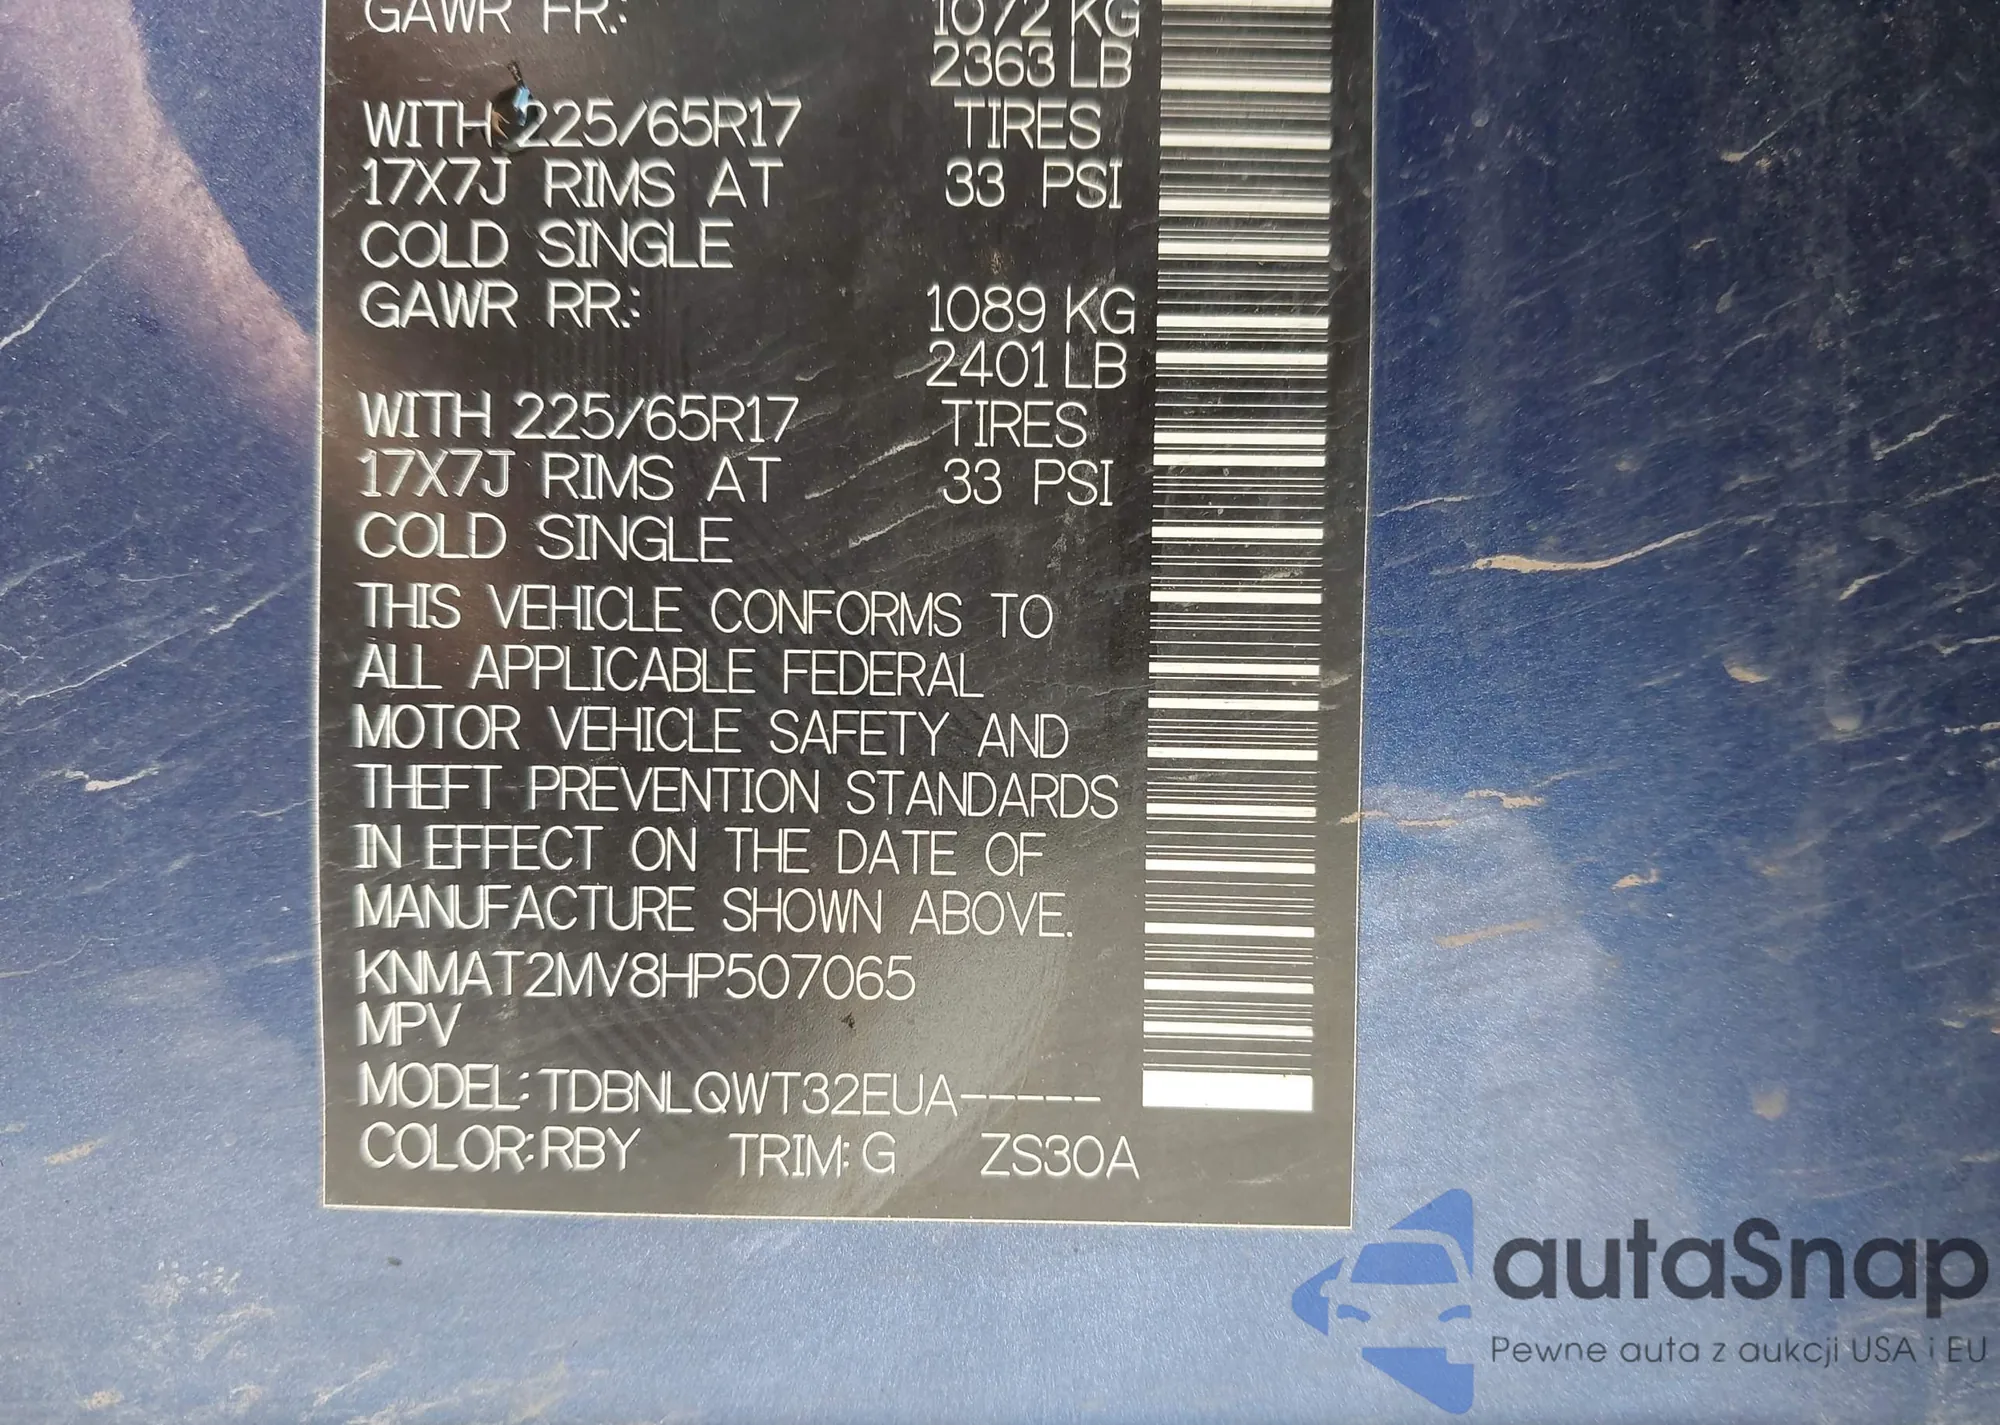 GAWR FR.: 1072 KG
2363 LB
WITH 225/65R17 TIRES
17X7J RIMS AT 33 PSI
COLD SINGLE
GAWR RR.: 1089 KG
2401 LB
WITH 225/65R17 TIRES
17X7J RIMS AT 33 PSI
COLD SINGLE
THIS VEHICLE CONFORMS TO
ALL APPLICABLE FEDERAL
MOTOR VEHICLE SAFETY AND
THEFT PREVENTION STANDARDS
IN EFFECT ON THE DATE OF
MANUFACTURE SHOWN ABOVE.
KNMAT2MV8HP507065
MPV
MODEL:TDBNLQWT32EUA-----
COLOR:RBY TRIM:G ZS30A
autaSnap
Pewne auta z aukcji USA i EU